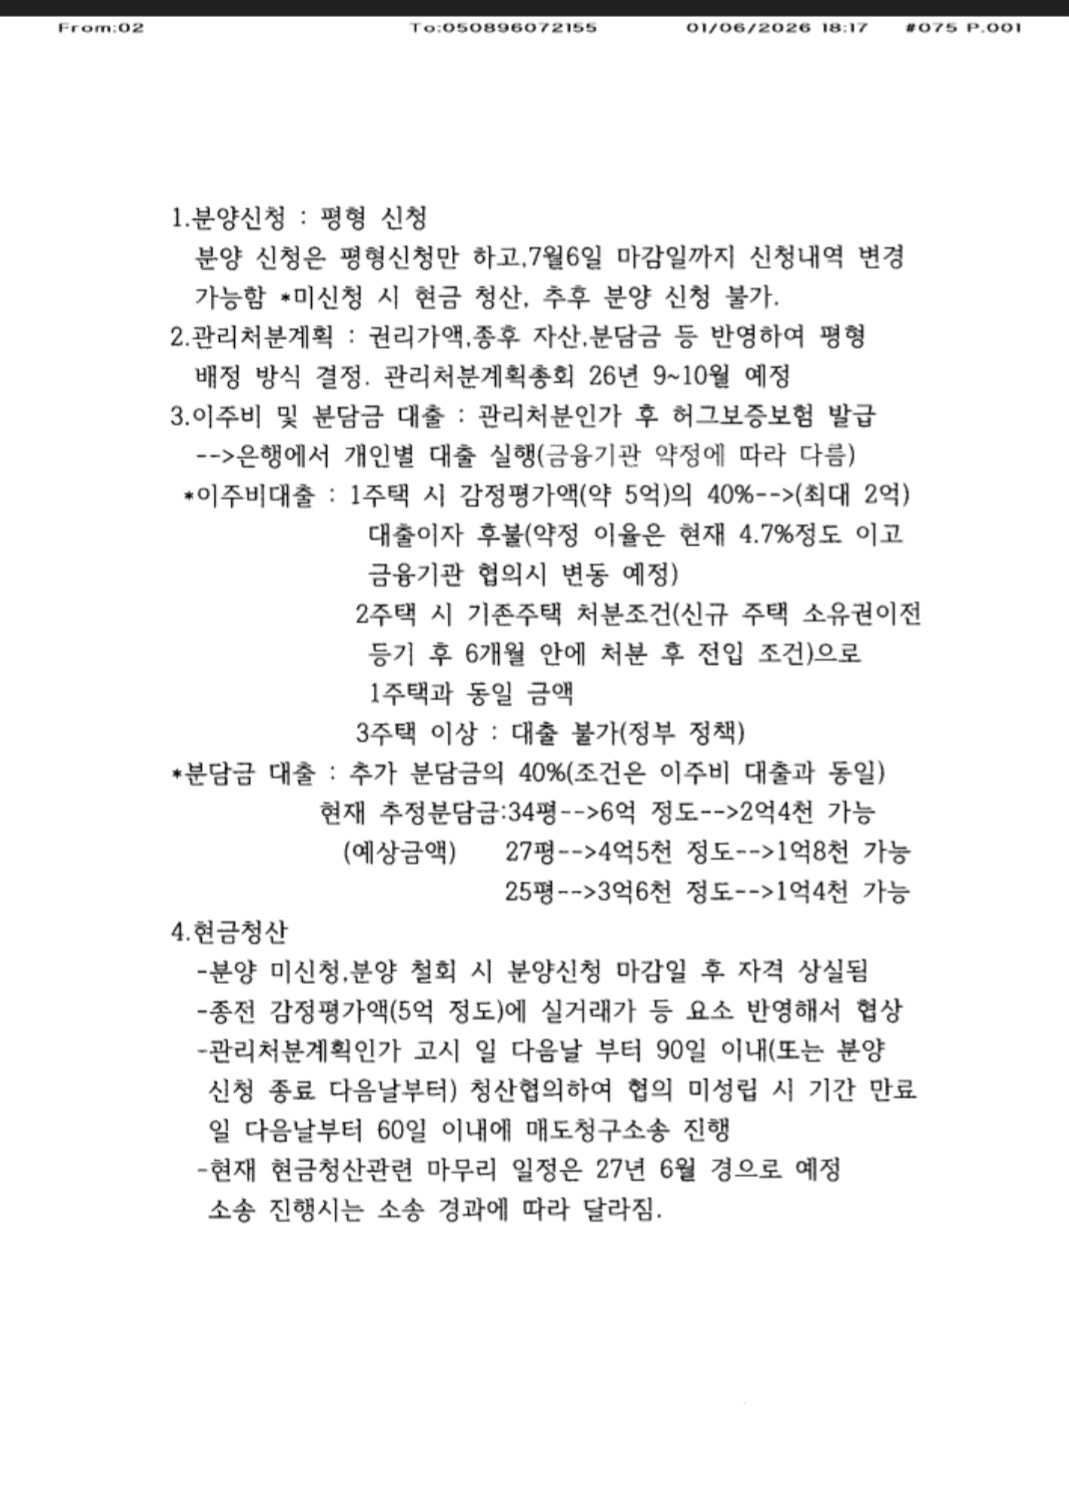 From:02 To:050896072155 01/06/2026 18:17 #075 P.001
1.분양신청 : 평형 신청
분양 신청은 평형신청만 하고,7월6일 마감일까지 신청내역 변경
가능함 *미신청 시 현금 청산, 추후 분양 신청 불가.
2.관리처분계획 : 권리가액,종후 자산,분담금 등 반영하여 평형
배정 방식 결정. 관리처분계획총회 26년 9~10월 예정
3.이주비 및 분담금 대출 : 관리처분인가 후 허그보증보험 발급
-->은행에서 개인별 대출 실행(금융기관 약정에 따라 다름)
*이주비대출 : 1주택 시 감정평가액(약 5억)의 40%-->(최대 2억)
대출이자 후불(약정 이율은 현재 4.7%정도 이고
금융기관 협의시 변동 예정)
2주택 시 기존주택 처분조건(신규 주택 소유권이전
등기 후 6개월 안에 처분 후 전입 조건)으로
1주택과 동일 금액
3주택 이상 : 대출 불가(정부 정책)
*분담금 대출 : 추가 분담금의 40%(조건은 이주비 대출과 동일)
현재 추정분담금:34평-->6억 정도-->2억4천 가능
(예상금액) 27평-->4억5천 정도-->1억8천 가능
25평-->3억6천 정도-->1억4천 가능
4.현금청산
-분양 미신청,분양 철회 시 분양신청 마감일 후 자격 상실됨
-종전 감정평가액(5억 정도)에 실거래가 등 요소 반영해서 협상
-관리처분계획인가 고시 일 다음날 부터 90일 이내(또는 분양
신청 종료 다음날부터) 청산협의하여 협의 미성립 시 기간 만료
일 다음날부터 60일 이내에 매도청구소송 진행
-현재 현금청산관련 마무리 일정은 27년 6월 경으로 예정
소송 진행시는 소송 경과에 따라 달라짐.